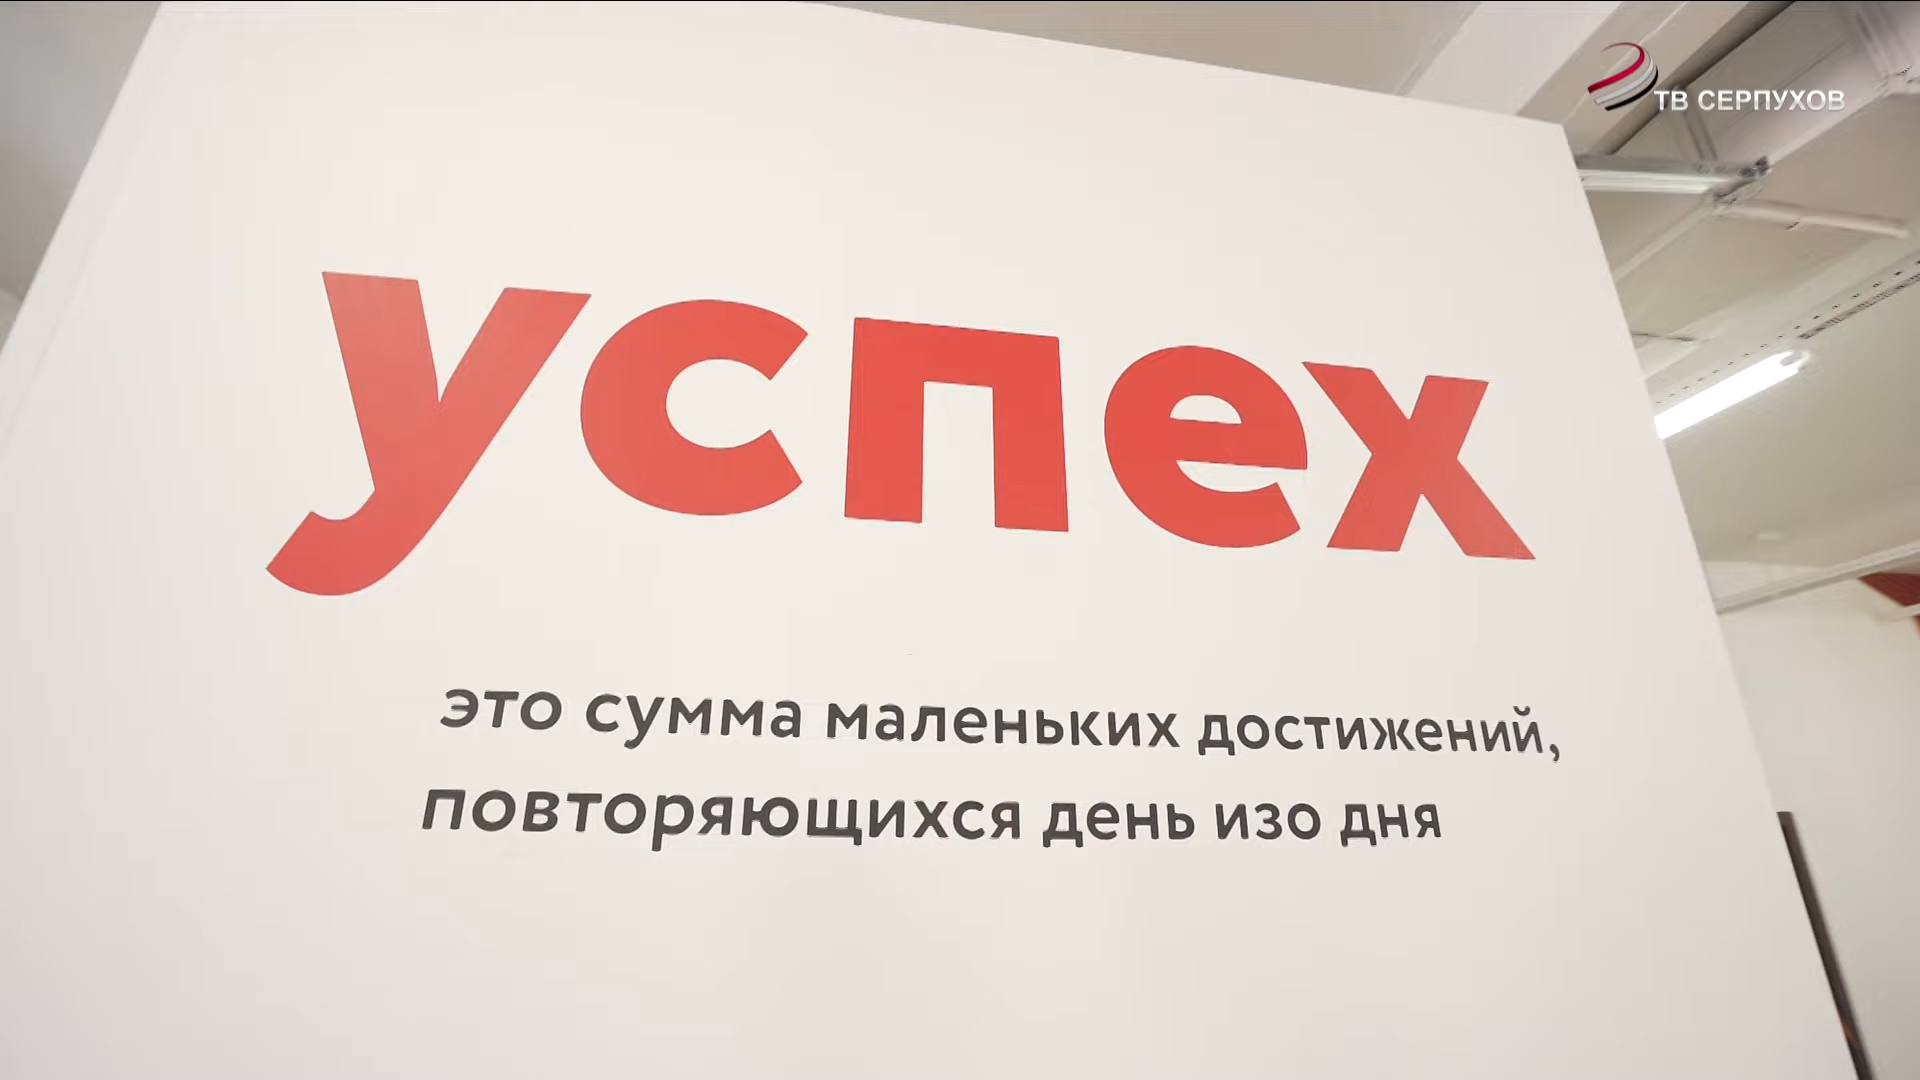 ТВ СЕРПУХОВ
успех
это сумма маленьких достижений,
повторяющихся день изо дня